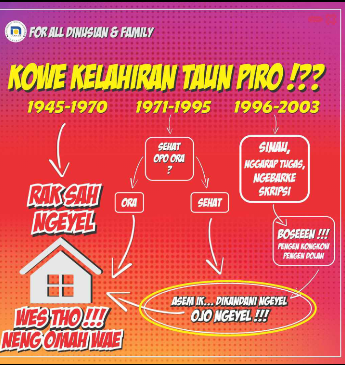 FOR ALL DINUSIAN & FAMILY
KOWE KELAHIRAN TAUN PIRO !??
1945-1970
1971-1995
1996-2003
SEHAT
OPO ORA
?
SINAU,
NGGARAP TUGAS,
NGEBARKE
SKRIPSI
RAK SAH
NGEYEL
ORA
SEHAT
BOSEEEN !!!
PENGEN KONGKOW
PENGEN DOLAN
ASEM IK... DIKANDANI NGEYEL
OJO NGEYEL !!!
WES THO !!!
NENG OMAH WAE